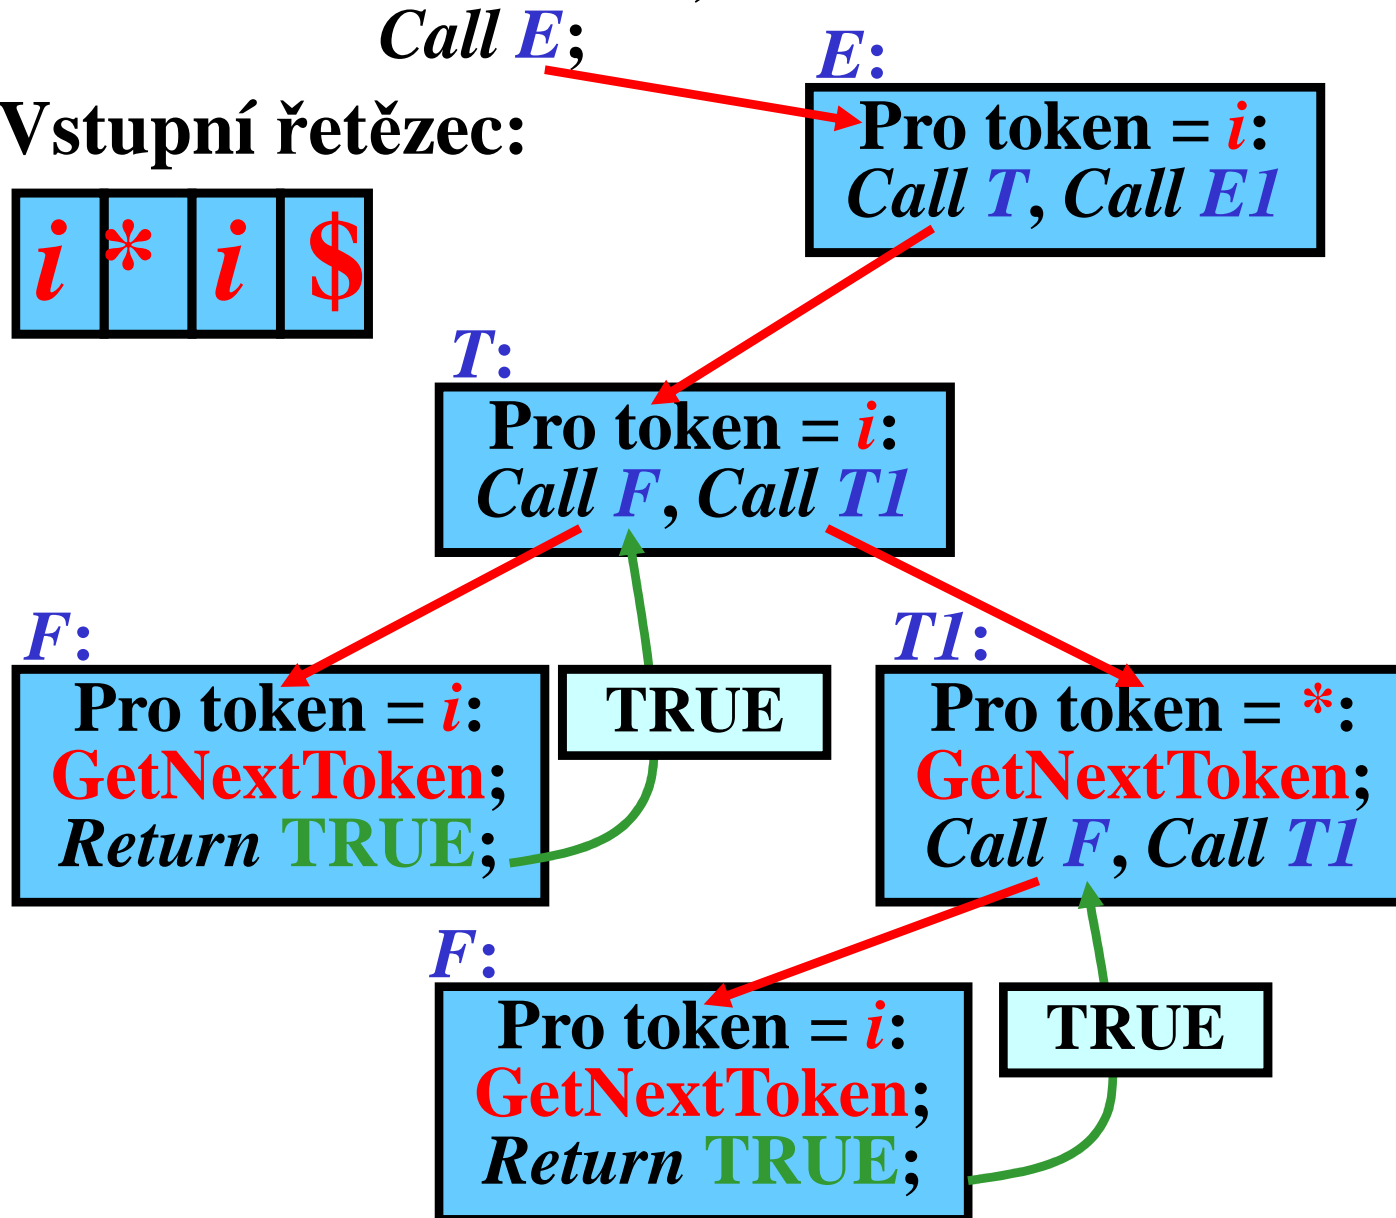 Call E;
E:
Pro token = i:
Call T, Call E1
Vstupní řetězec:
i * i $
T:
Pro token = i:
Call F, Call T1
F:
Pro token = i:
GetNextToken;
Return TRUE;
TRUE
T1:
Pro token = *:
GetNextToken;
Call F, Call T1
F:
Pro token = i:
GetNextToken;
Return TRUE;
TRUE